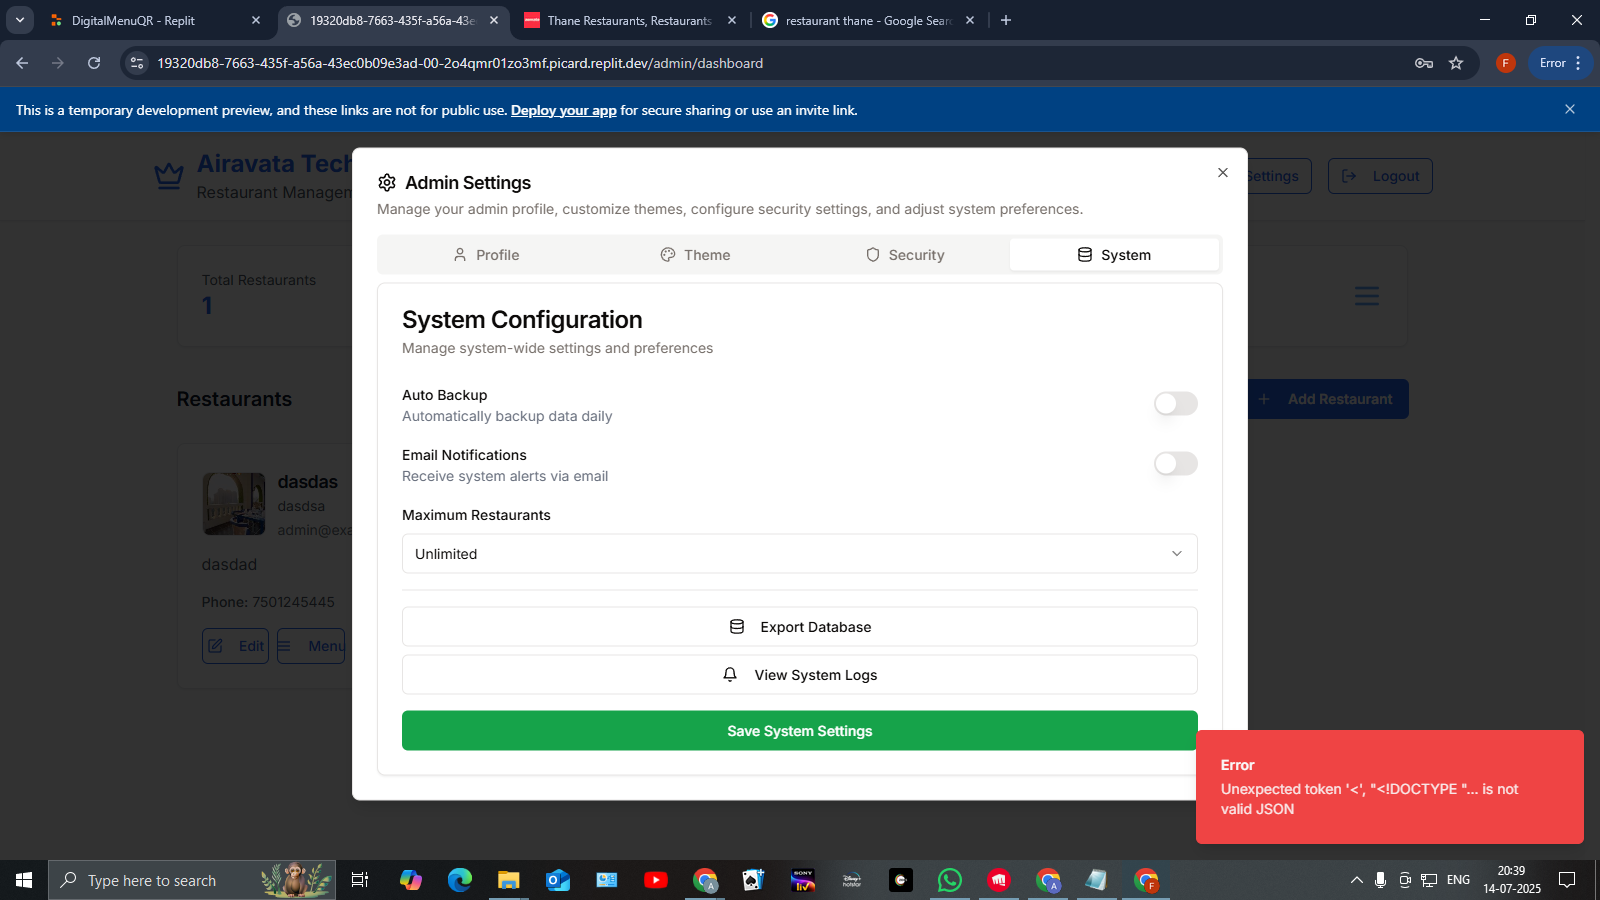 DigitalMenuQR - Replit
19320db8-7663-435f-a56a-43e
Thane Restaurants, Restaurants
restaurant thane - Google Sear
19320db8-7663-435f-a56a-43ec0b09e3ad-00-2o4qmr01zo3mf.picard.replit.dev/admin/dashboard
F
Error
This is a temporary development preview, and these links are not for public use. Deploy your app for secure sharing or use an invite link.
Airavata Tech
Restaurant Managem
Settings
Logout
Admin Settings
Manage your admin profile, customize themes, configure security settings, and adjust system preferences.
Profile
Theme
Security
System
Total Restaurants
1
System Configuration
Manage system-wide settings and preferences
Restaurants
+ Add Restaurant
Auto Backup
Automatically backup data daily
Email Notifications
Receive system alerts via email
dasdas
dasdsa
admin@exa
dasdad
Phone: 7501245445
Edit
Menu
Maximum Restaurants
Unlimited
Export Database
View System Logs
Save System Settings
Error
Unexpected token '<', "<!DOCTYPE "... is not
valid JSON
Type here to search
ENG
20:39
14-07-2025